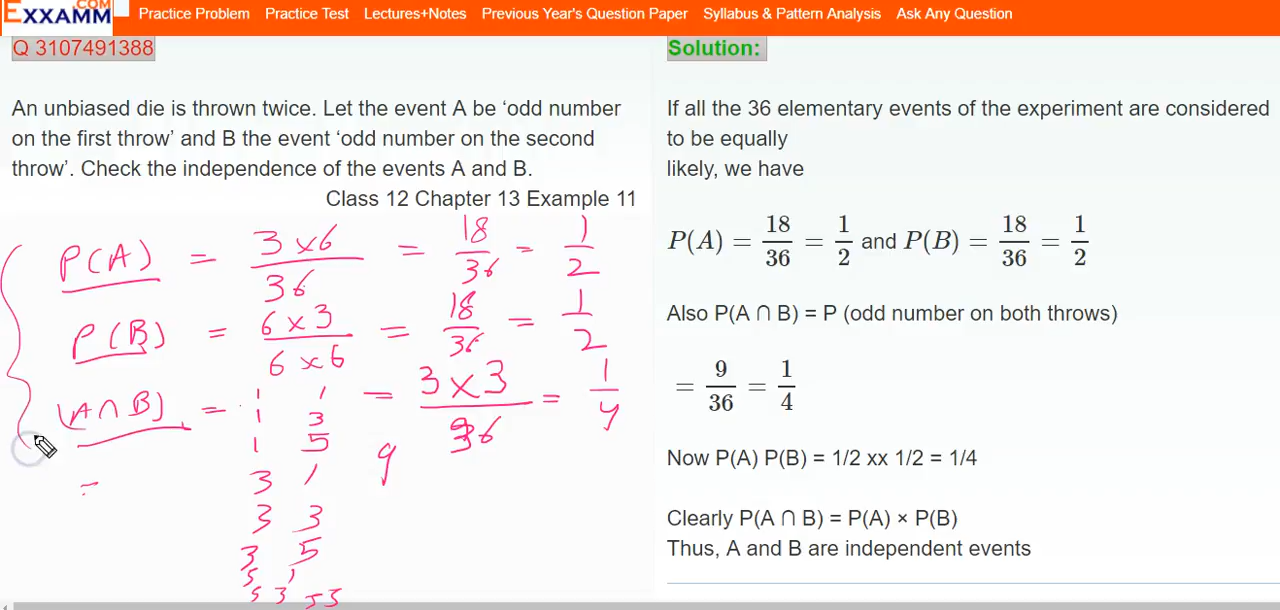 EXXAMM .COM Practice Problem Practice Test Lectures+Notes Previous Year's Question Paper Syllabus & Pattern Analysis Ask Any Question
Q 3107491388
An unbiased die is thrown twice. Let the event A be ‘odd number
on the first throw’ and B the event ‘odd number on the second
throw’. Check the independence of the events A and B.
Class 12 Chapter 13 Example 11
P(A) = 3 x 6 / 36 = 18 / 36 = 1 / 2
P(B) = 6 x 3 / 6 x 6 = 18 / 36 = 1 / 2
(A ∩ B) = 1 1 = 3 x 3 / 36 = 1 / 4
1 3
1 5 9
= 3 1
3 3
3 5
5 1
5 3 5 5
Solution:
If all the 36 elementary events of the experiment are considered
to be equally
likely, we have
P(A) = 18/36 = 1/2 and P(B) = 18/36 = 1/2
Also P(A ∩ B) = P (odd number on both throws)
= 9/36 = 1/4
Now P(A) P(B) = 1/2 xx 1/2 = 1/4
Clearly P(A ∩ B) = P(A) × P(B)
Thus, A and B are independent events